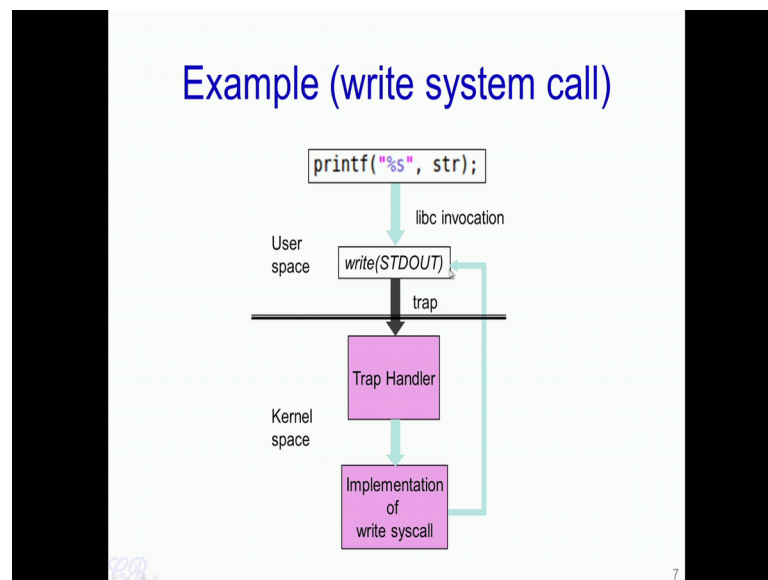 Example (write system call)
printf("%s", str);
libc invocation
User
space
write(STDOUT)
trap
Trap Handler
Kernel
space
Implementation
of
write syscall
7